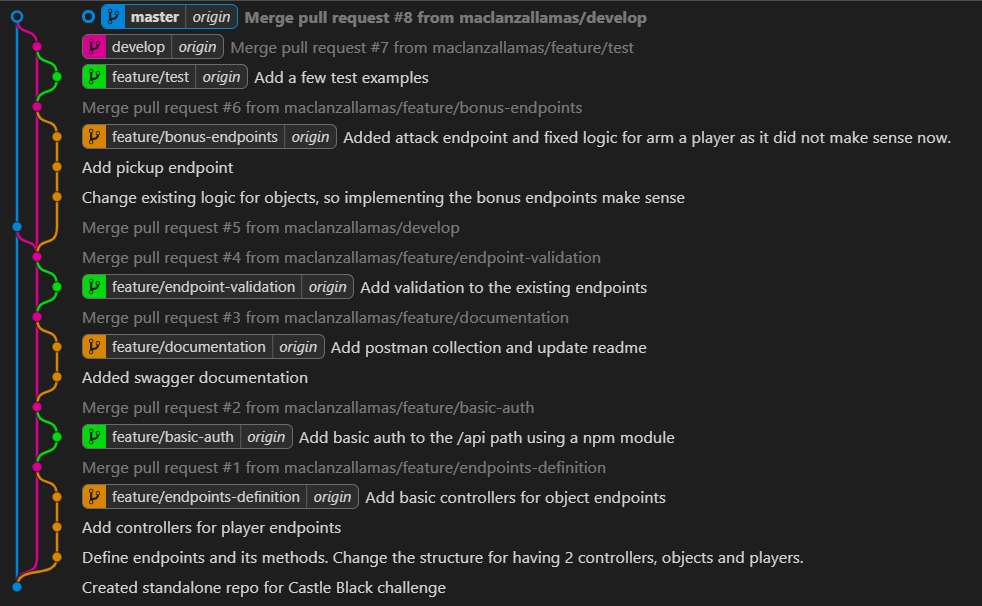 master origin Merge pull request #8 from maclanzallamas/develop
develop origin Merge pull request #7 from maclanzallamas/feature/test
feature/test origin Add a few test examples
Merge pull request #6 from maclanzallamas/feature/bonus-endpoints
feature/bonus-endpoints origin Added attack endpoint and fixed logic for arm a player as it did not make sense now.
Add pickup endpoint
Change existing logic for objects, so implementing the bonus endpoints make sense
Merge pull request #5 from maclanzallamas/develop
Merge pull request #4 from maclanzallamas/feature/endpoint-validation
feature/endpoint-validation origin Add validation to the existing endpoints
Merge pull request #3 from maclanzallamas/feature/documentation
feature/documentation origin Add postman collection and update readme
Added swagger documentation
Merge pull request #2 from maclanzallamas/feature/basic-auth
feature/basic-auth origin Add basic auth to the /api path using a npm module
Merge pull request #1 from maclanzallamas/feature/endpoints-definition
feature/endpoints-definition origin Add basic controllers for object endpoints
Add controllers for player endpoints
Define endpoints and its methods. Change the structure for having 2 controllers, objects and players.
Created standalone repo for Castle Black challenge